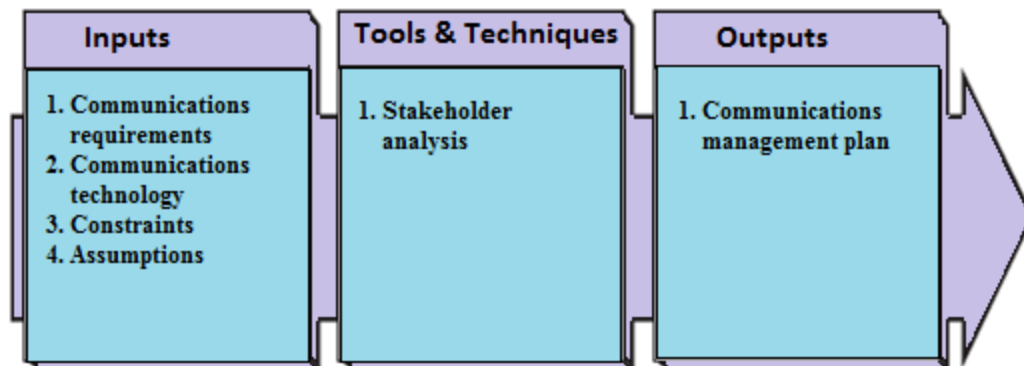 Inputs
1. Communications
requirements
2. Communications
technology
3. Constraints
4. Assumptions
Tools & Techniques
1. Stakeholder
analysis
Outputs
1. Communications
management plan